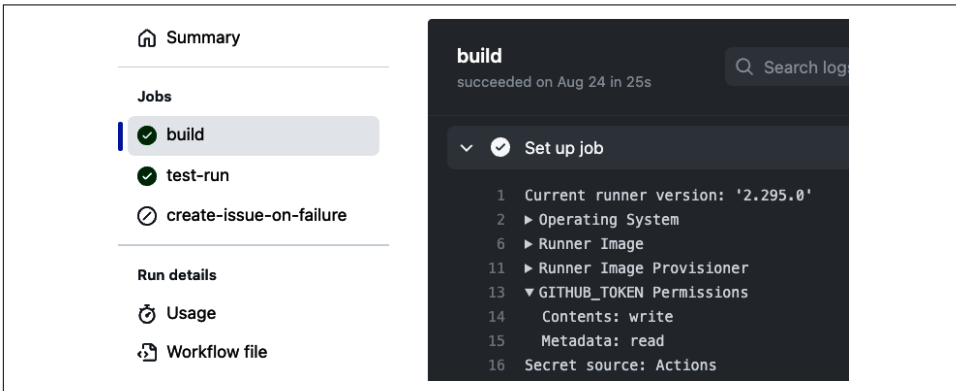 Summary
Jobs
build
test-run
create-issue-on-failure
Run details
Usage
Workflow file
build
succeeded on Aug 24 in 25s
Search logs
Set up job
1 Current runner version: '2.295.0'
2 ▶ Operating System
6 ▶ Runner Image
11 ▶ Runner Image Provisioner
13 ▼ GITHUB_TOKEN Permissions
14 Contents: write
15 Metadata: read
16 Secret source: Actions